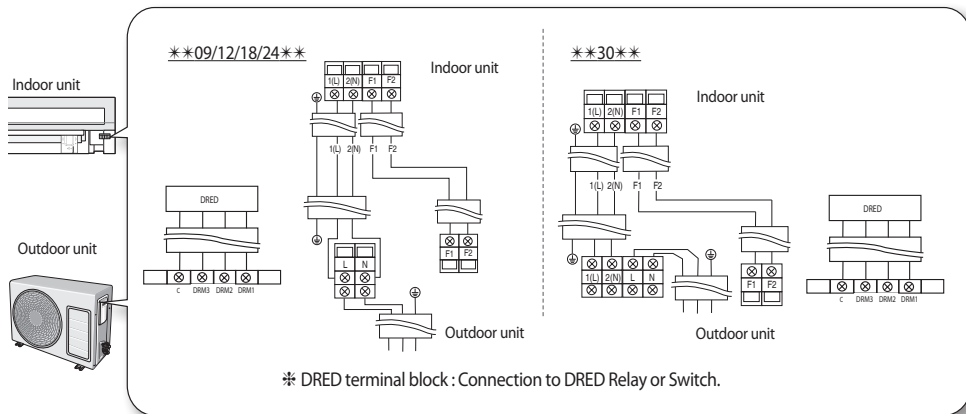 ✳✳09/12/18/24✳✳
Indoor unit
1(L) 2(N) F1 F2
1(L) 2(N) F1 F2
DRED
C DRM3 DRM2 DRM1
L N
F1 F2
Outdoor unit
✳✳30✳✳
Indoor unit
1(L) 2(N) F1 F2
1(L) 2(N) F1 F2
1(L) 2(N) L N
F1 F2
DRED
C DRM3 DRM2 DRM1
Outdoor unit
Indoor unit
Outdoor unit
❈ DRED terminal block : Connection to DRED Relay or Switch.